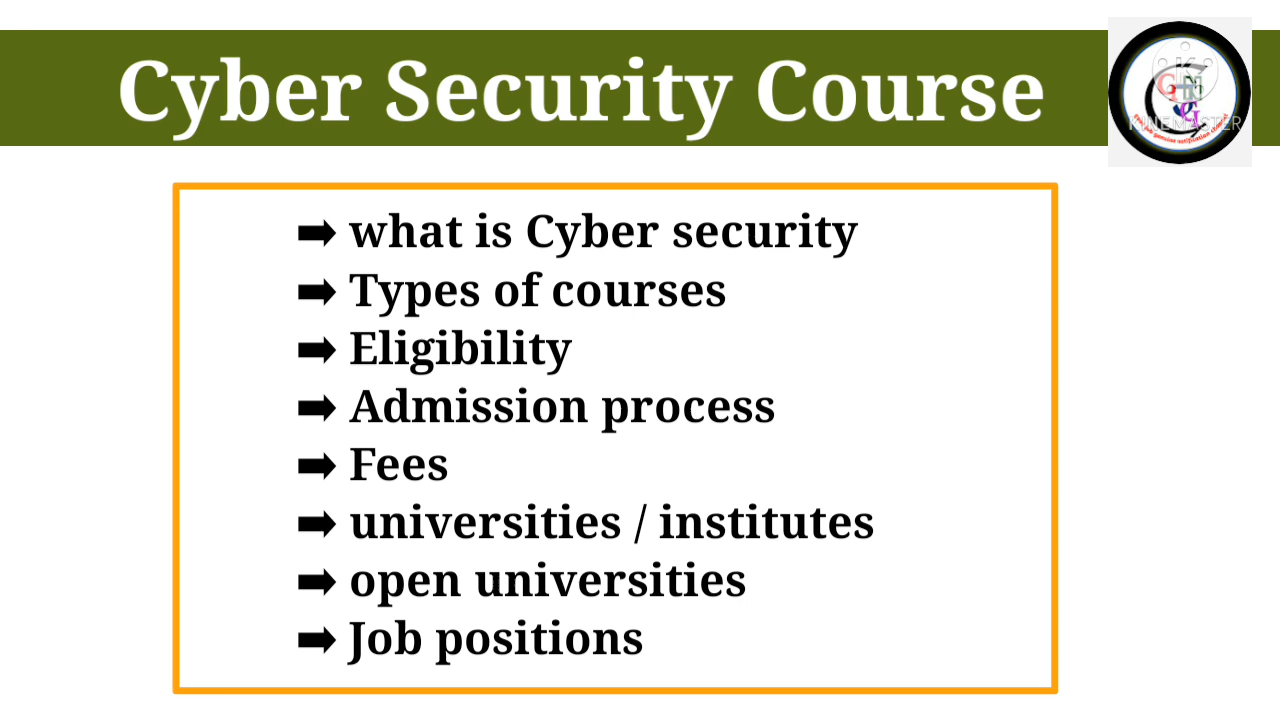 Cyber Security Course
KINEMASTER
➡ what is Cyber security
➡ Types of courses
➡ Eligibility
➡ Admission process
➡ Fees
➡ universities / institutes
➡ open universities
➡ Job positions